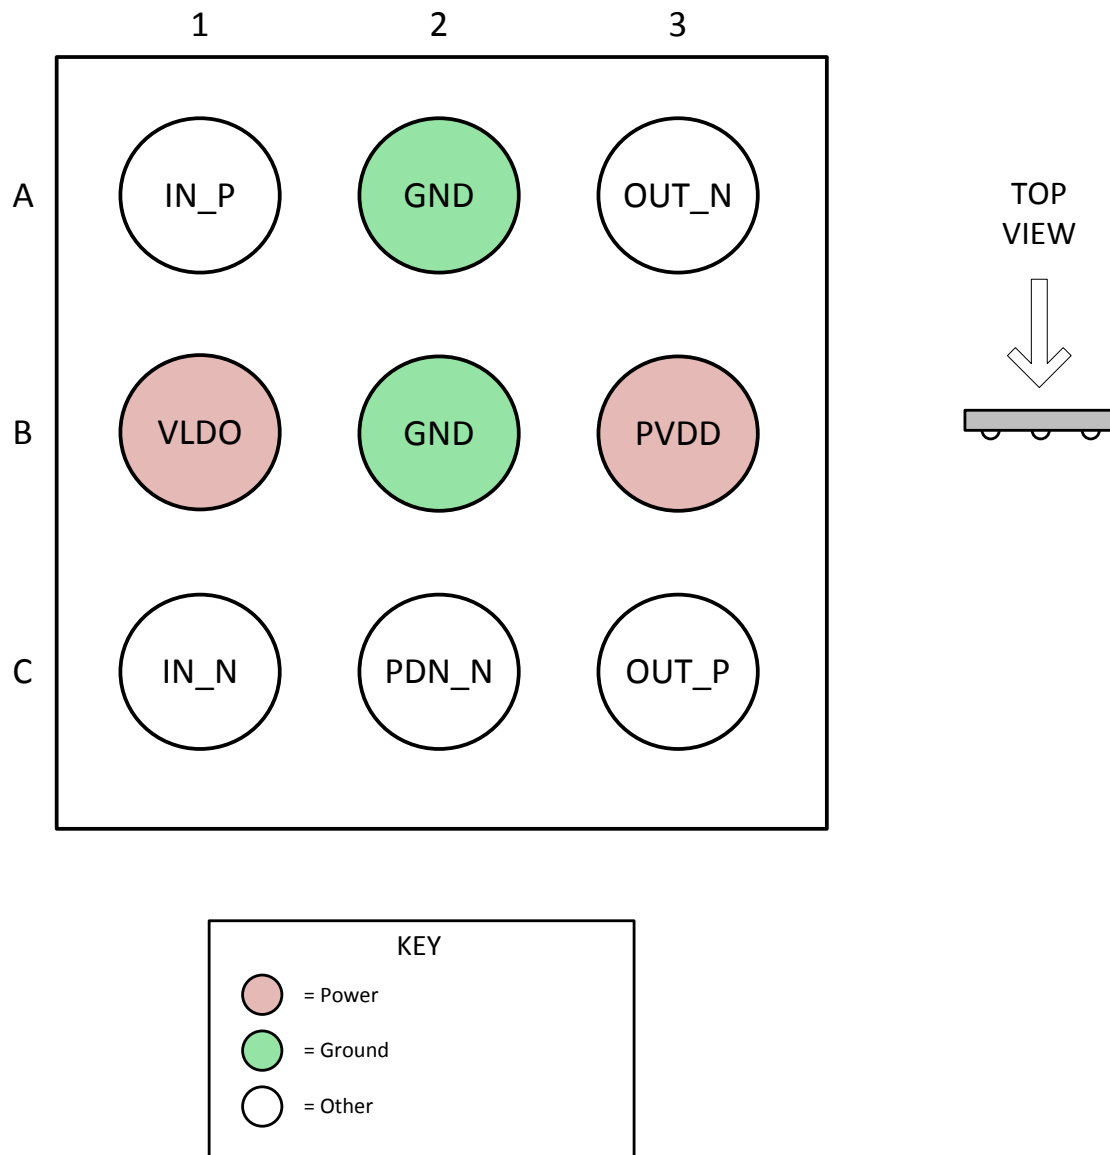 1 2 3
A IN_P GND OUT_N
TOP
VIEW
B VLDO GND PVDD
C IN_N PDN_N OUT_P
KEY
= Power
= Ground
= Other